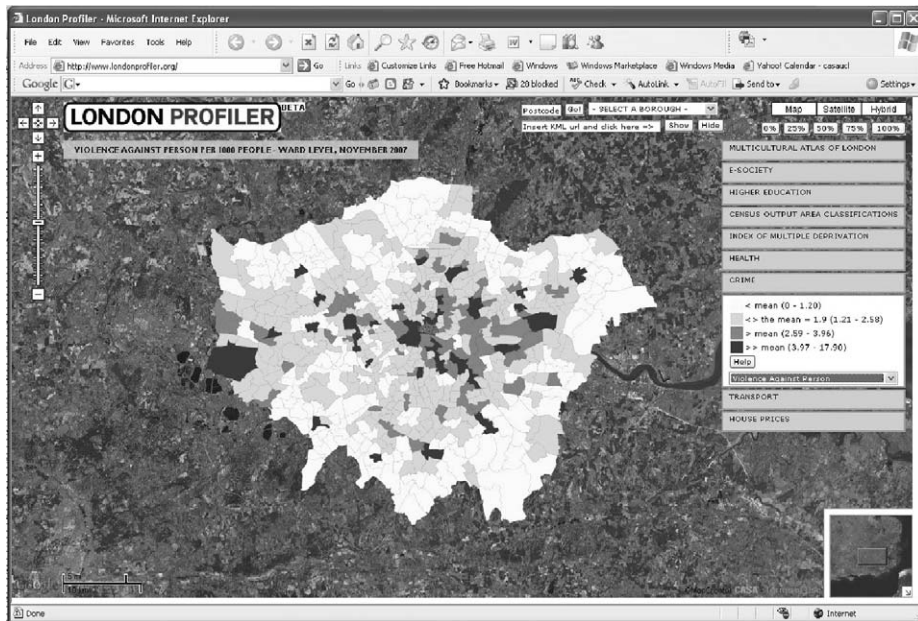 London Profiler - Microsoft Internet Explorer
File Edit View Favorites Tools Help
Address http://www.londonprofiler.org/ Go Links Customize Links Free Hotmail Windows Windows Marketplace Windows Media Yahoo! Calendar - casaucl
Google G Go Bookmarks 20 blocked Check AutoLink AutoFill Send to Settings
LONDON PROFILER BETA
Postcode Go! - SELECT A BOROUGH - Map Satellite Hybrid
Insert KML url and click here => Show Hide 0% 25% 50% 75% 100%
VIOLENCE AGAINST PERSON PER 1000 PEOPLE - WARD LEVEL, NOVEMBER 2007
MULTICULTURAL ATLAS OF LONDON
E-SOCIETY
HIGHER EDUCATION
CENSUS OUTPUT AREA CLASSIFICATIONS
INDEX OF MULTIPLE DEPRIVATION
HEALTH
CRIME
< mean (0 - 1.20)
<> the mean = 1.9 (1.21 - 2.58)
> mean (2.59 - 3.96)
>> mean (3.97 - 17.90)
Help
Violence Against Person
TRANSPORT
HOUSE PRICES
Google
Done Internet